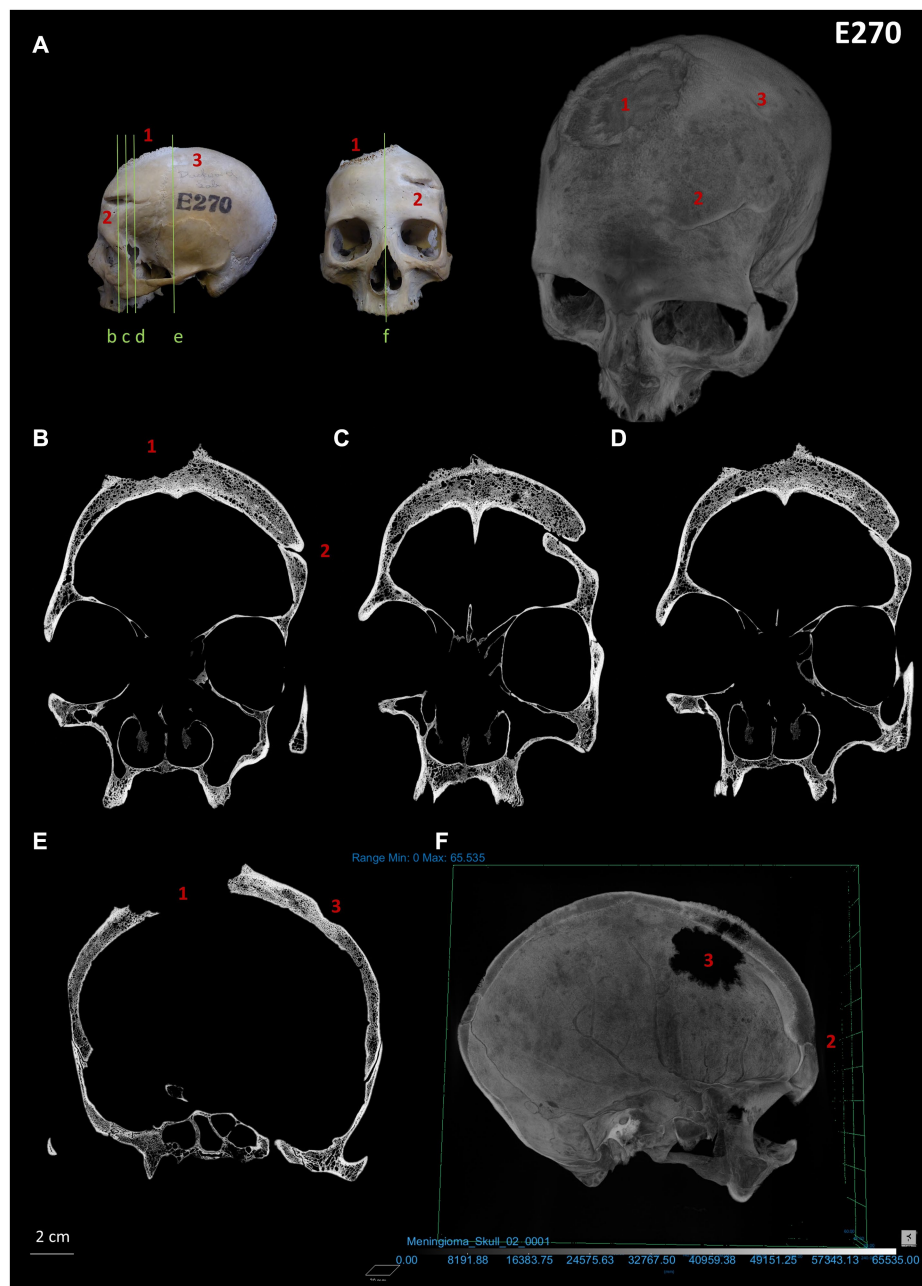 E270
A
1
3
1
1
3
E270
2
2
2
b c d e
f
B
1
C
D
2
E
F
Range Min: 0 Max: 65.535
1
3
3
2
2 cm
Meningioma_Skull_02_0001
0.00 8191.88 16383.75 24575.63 32767.50 40959.38 49151.25 57343.13 65535.00